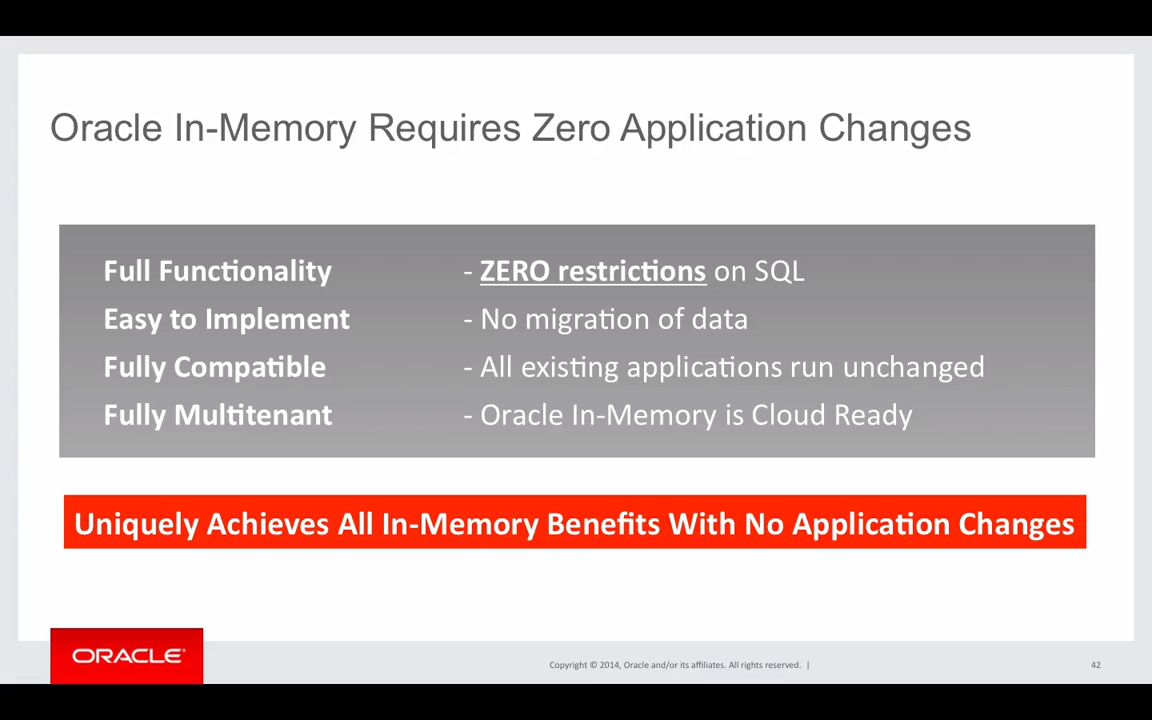 Oracle In-Memory Requires Zero Application Changes
Full Functionality - ZERO restrictions on SQL
Easy to Implement - No migration of data
Fully Compatible - All existing applications run unchanged
Fully Multitenant - Oracle In-Memory is Cloud Ready
Uniquely Achieves All In-Memory Benefits With No Application Changes
ORACLE®
Copyright © 2014, Oracle and/or its affiliates. All rights reserved. |
42